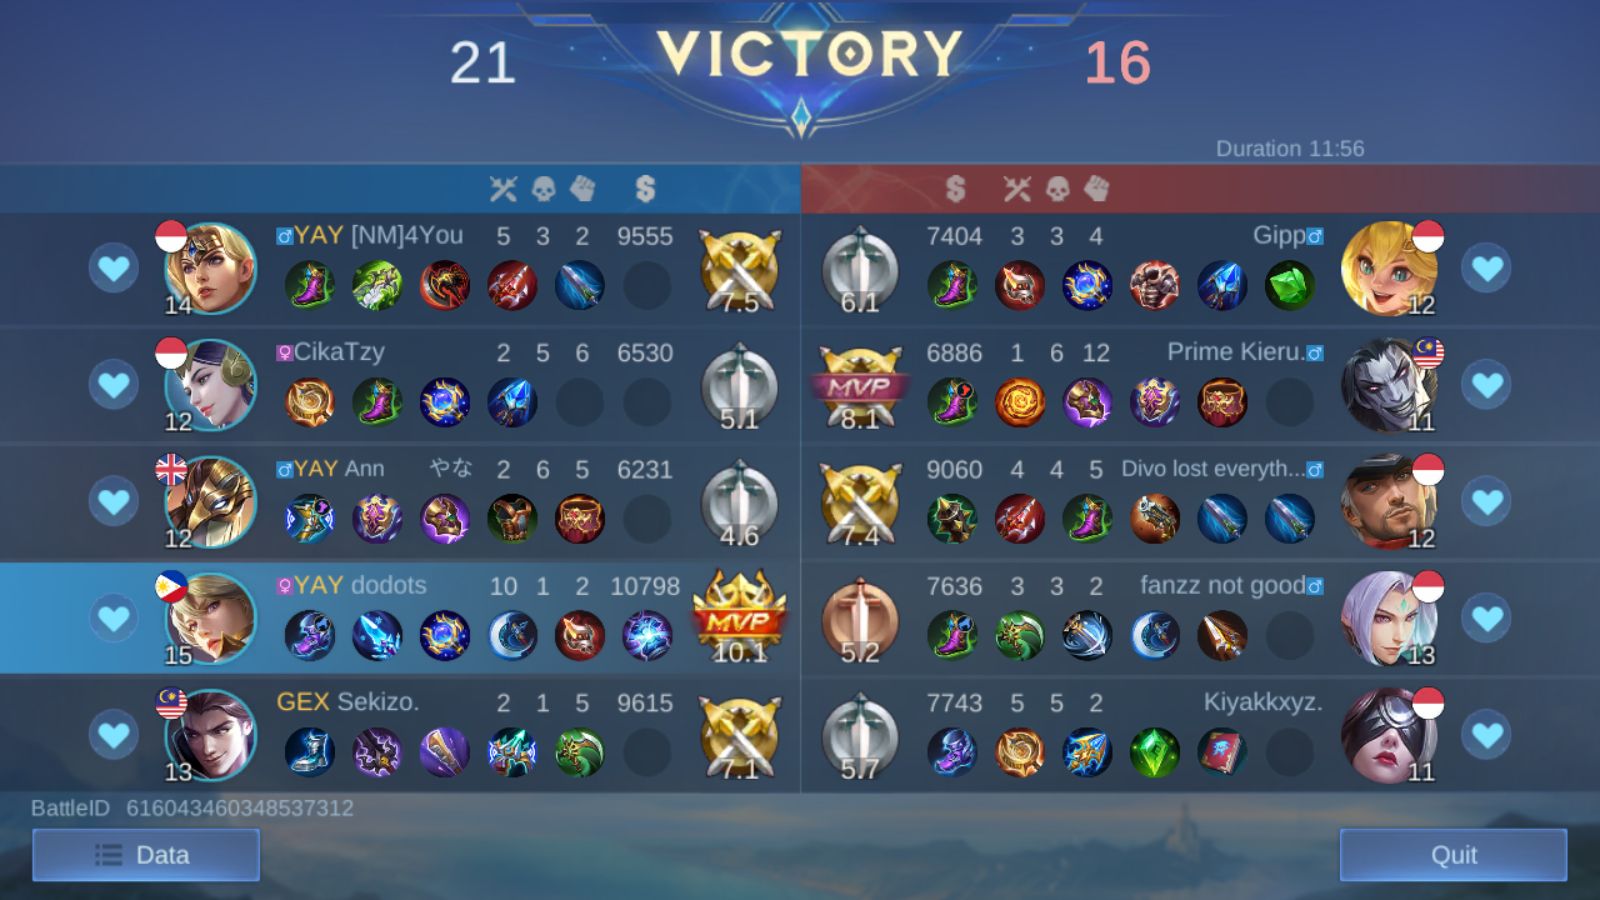 21 VICTORY 16
Duration 11:56
YAY [NM]4You 5 3 2 9555
14 7.5
7404 3 3 4 Gipp
6.1 12
CikaTzy 2 5 6 6530
12 5.1
6886 1 6 12 Prime Kieru.
MVP
8.1 11
YAY Ann やな 2 6 5 6231
12 4.6
9060 4 4 5 Divo lost everyth...
7.4 12
YAY dodots 10 1 2 10798
MVP
15 10.1
7636 3 3 2 fanzz not good
5.2 13
GEX Sekizo. 2 1 5 9615
13 7.1
7743 5 5 2 Kiyakkxyz.
5.7 11
BattleID 616043460348537312
Data
Quit